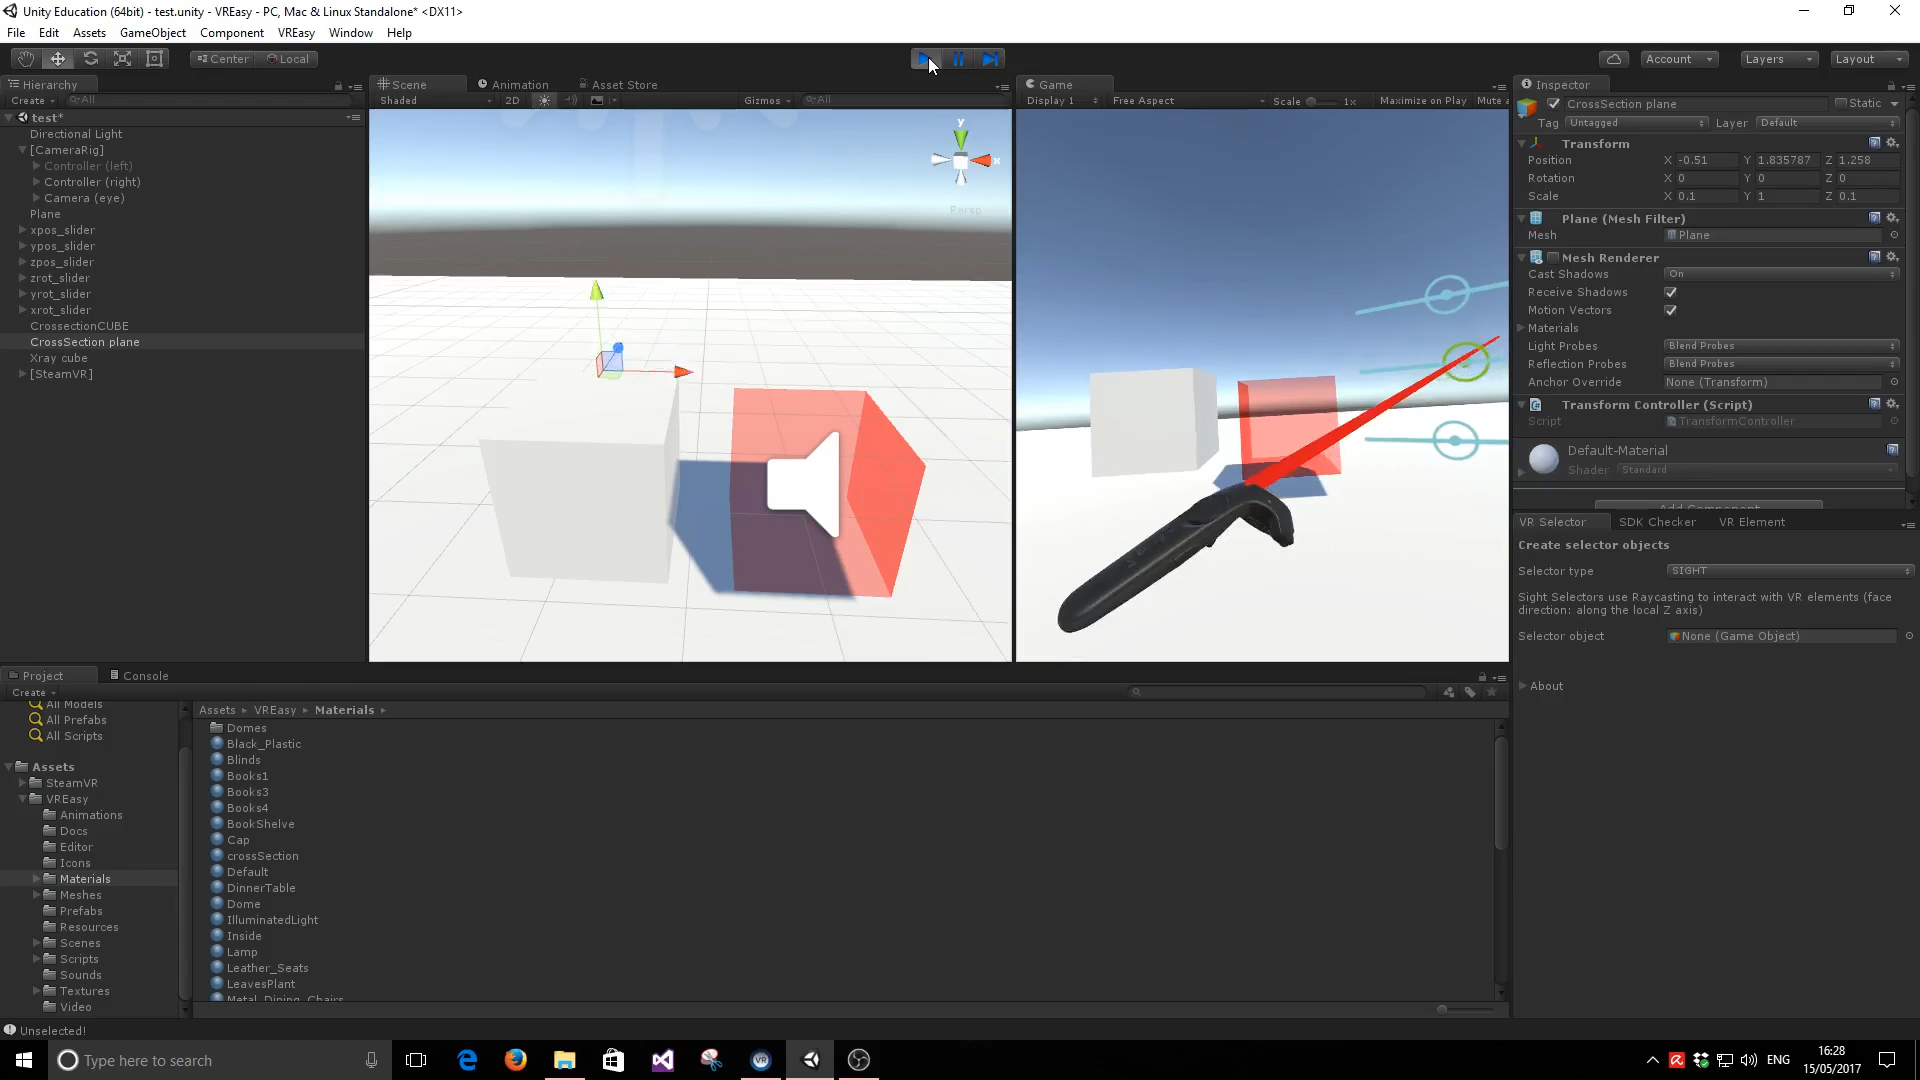 Unity Education (64bit) - test.unity - VREasy - PC, Mac & Linux Standalone* <DX11>
File Edit Assets GameObject Component VREasy Window Help
Center Local
Account Layers Layout
Hierarchy
Create All
test*
Directional Light
[CameraRig]
Controller (left)
Controller (right)
Camera (eye)
Plane
xpos_slider
ypos_slider
zpos_slider
zrot_slider
yrot_slider
xrot_slider
CrossectionCUBE
CrossSection plane
Xray cube
[SteamVR]
Scene Animation Asset Store
Shaded 2D Gizmos All
y
x
Persp
Game
Display 1 Free Aspect Scale 1x Maximize on Play Mute a
Inspector
CrossSection plane Static
Tag Untagged Layer Default
Transform
Position X -0.51 Y 1.835787 Z 1.258
Rotation X 0 Y 0 Z 0
Scale X 0.1 Y 1 Z 0.1
Plane (Mesh Filter)
Mesh Plane
Mesh Renderer
Cast Shadows On
Receive Shadows
Motion Vectors
Materials
Light Probes Blend Probes
Reflection Probes Blend Probes
Anchor Override None (Transform)
Transform Controller (Script)
Script TransformController
Default-Material
Shader Standard
Add Component
VR Selector SDK Checker VR Element
Create selector objects
Selector type SIGHT
Sight Selectors use Raycasting to interact with VR elements (face
direction: along the local Z axis)
Selector object None (Game Object)
About
Project Console
Create
All Models
All Prefabs
All Scripts
Assets
SteamVR
VREasy
Animations
Docs
Editor
Icons
Materials
Meshes
Prefabs
Resources
Scenes
Scripts
Sounds
Textures
Video
Assets VREasy Materials
Domes
Black_Plastic
Blinds
Books1
Books3
Books4
BookShelve
Cap
crossSection
Default
DinnerTable
Dome
IlluminatedLight
Inside
Lamp
Leather_Seats
LeavesPlant
Metal_Dining_Chairs
Unselected!
Type here to search
VR
ENG
16:28
15/05/2017